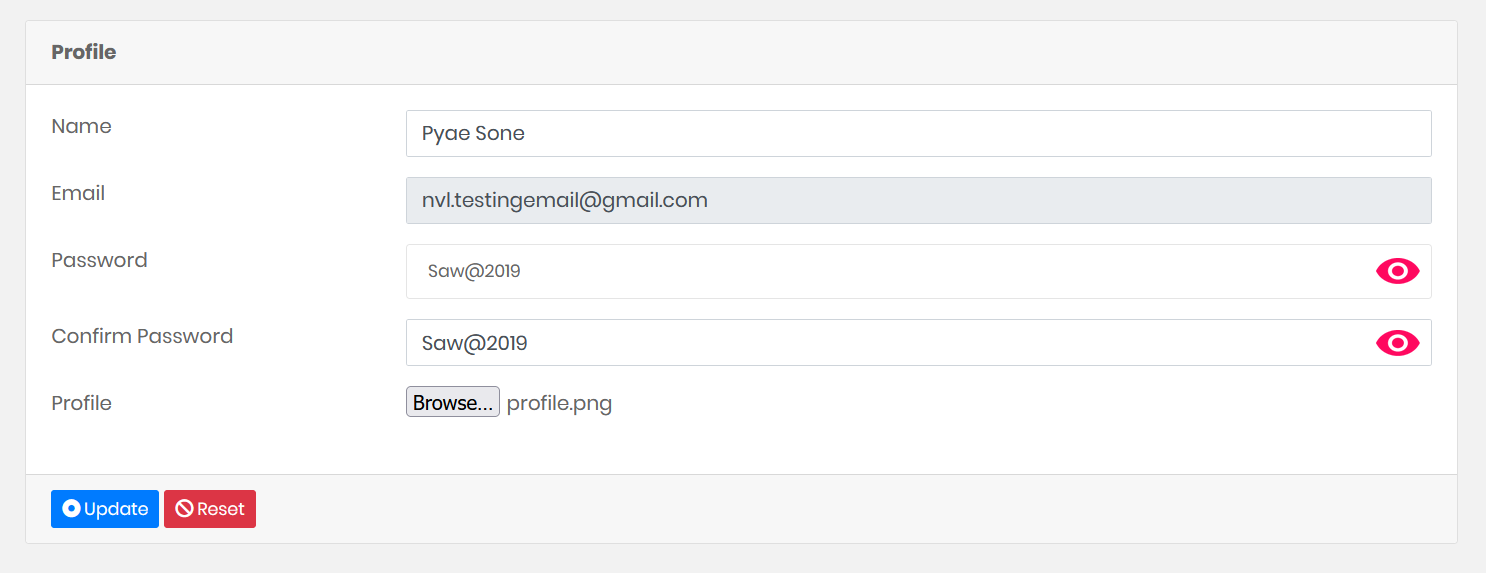 Profile
Name
Pyae Sone
Email
nvl.testingemail@gmail.com
Password
Saw@2019
Confirm Password
Saw@2019
Profile
Browse... profile.png
Update Reset